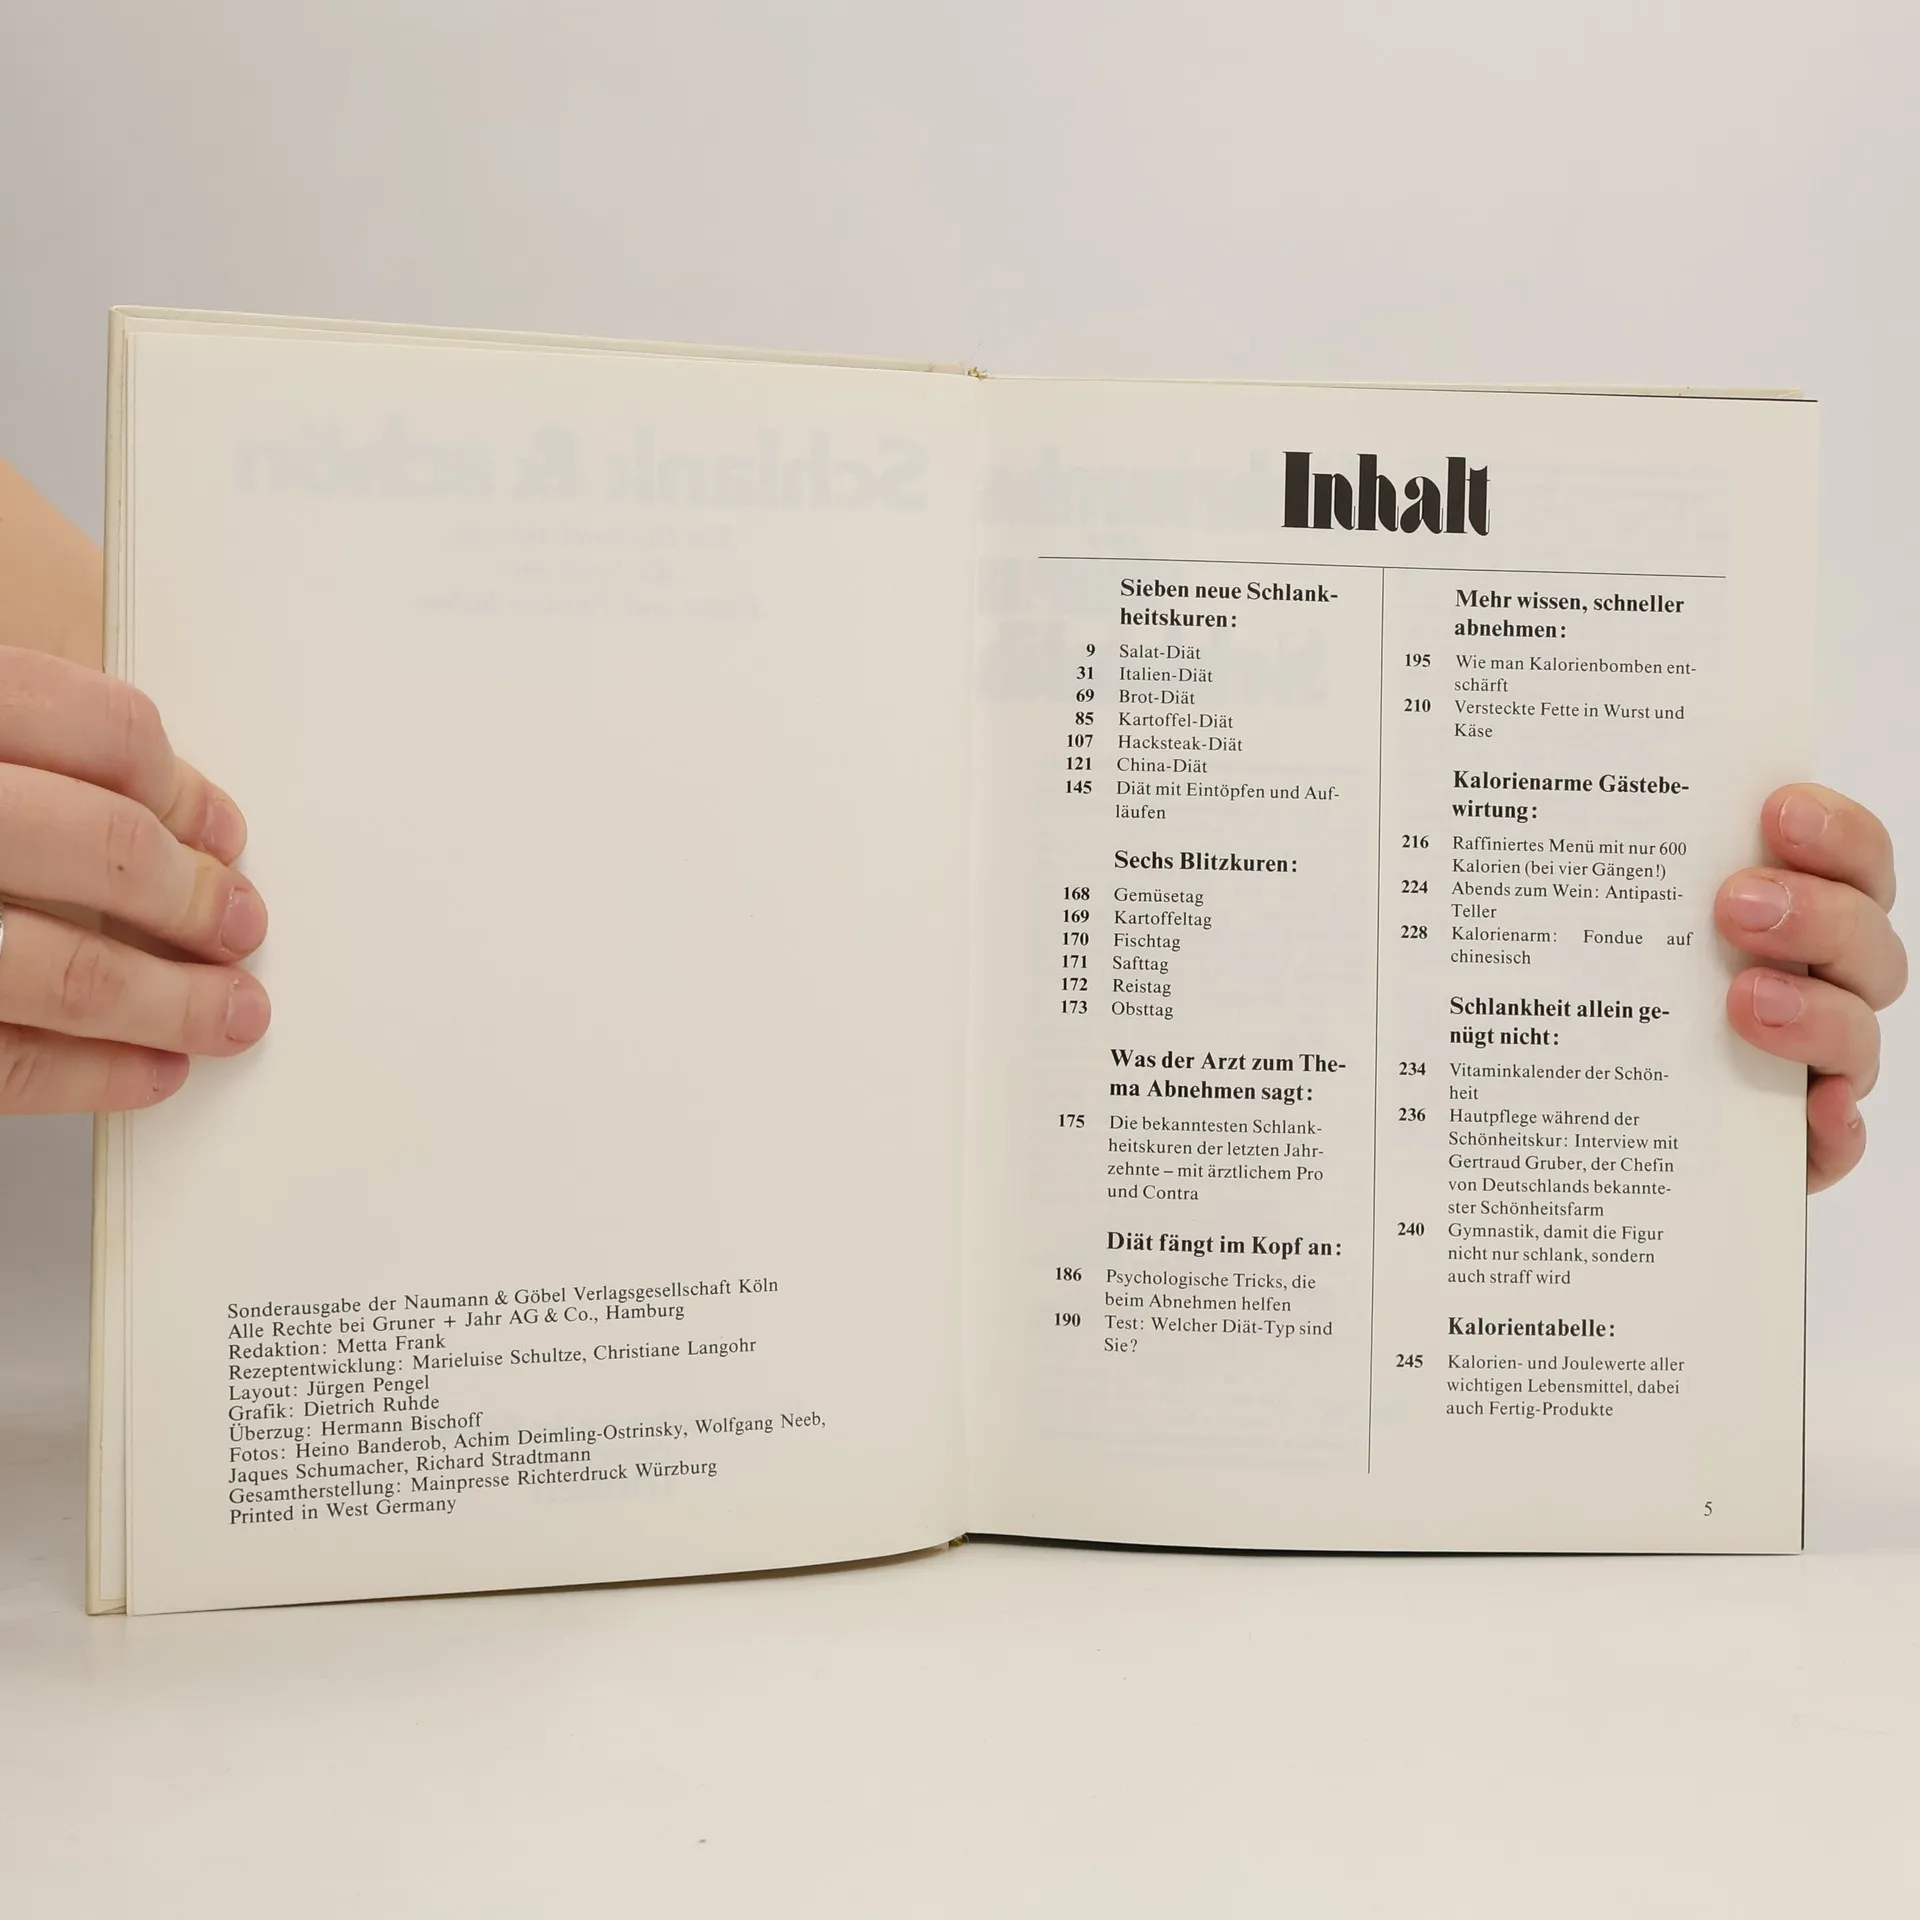 Schlank & schön
Sonderausgabe der Naumann & Göbel Verlagsgesellschaft Köln
Alle Rechte bei Gruner + Jahr AG & Co., Hamburg
Redaktion: Metta Frank
Rezeptentwicklung: Marieluise Schultze, Christiane Langohr
Layout: Jürgen Pengel
Grafik: Dietrich Ruhde
Überzug: Hermann Bischoff
Fotos: Heino Banderob, Achim Deimling-Ostrinsky, Wolfgang Neeb,
Jaques Schumacher, Richard Stradtmann
Gesamtherstellung: Mainpresse Richterdruck Würzburg
Printed in West Germany
Inhalt
Sieben neue Schlank-
heitskuren:
9 Salat-Diät
31 Italien-Diät
69 Brot-Diät
85 Kartoffel-Diät
107 Hacksteak-Diät
121 China-Diät
145 Diät mit Eintöpfen und Auf-
läufen
Sechs Blitzkuren:
168 Gemüsetag
169 Kartoffeltag
170 Fischtag
171 Safttag
172 Reistag
173 Obsttag
Was der Arzt zum The-
ma Abnehmen sagt:
175 Die bekanntesten Schlank-
heitskuren der letzten Jahr-
zehnte – mit ärztlichem Pro
und Contra
Diät fängt im Kopf an:
186 Psychologische Tricks, die
beim Abnehmen helfen
190 Test: Welcher Diät-Typ sind
Sie?
Mehr wissen, schneller
abnehmen:
195 Wie man Kalorienbomben ent-
schärft
210 Versteckte Fette in Wurst und
Käse
Kalorienarme Gästebe-
wirtung:
216 Raffiniertes Menü mit nur 600
Kalorien (bei vier Gängen!)
224 Abends zum Wein: Antipasti-
Teller
228 Kalorienarm: Fondue auf
chinesisch
Schlankheit allein ge-
nügt nicht:
234 Vitaminkalender der Schön-
heit
236 Hautpflege während der
Schönheitskur: Interview mit
Gertraud Gruber, der Chefin
von Deutschlands bekannte-
ster Schönheitsfarm
240 Gymnastik, damit die Figur
nicht nur schlank, sondern
auch straff wird
Kalorientabelle:
245 Kalorien- und Joulewerte aller
wichtigen Lebensmittel, dabei
auch Fertig-Produkte
5